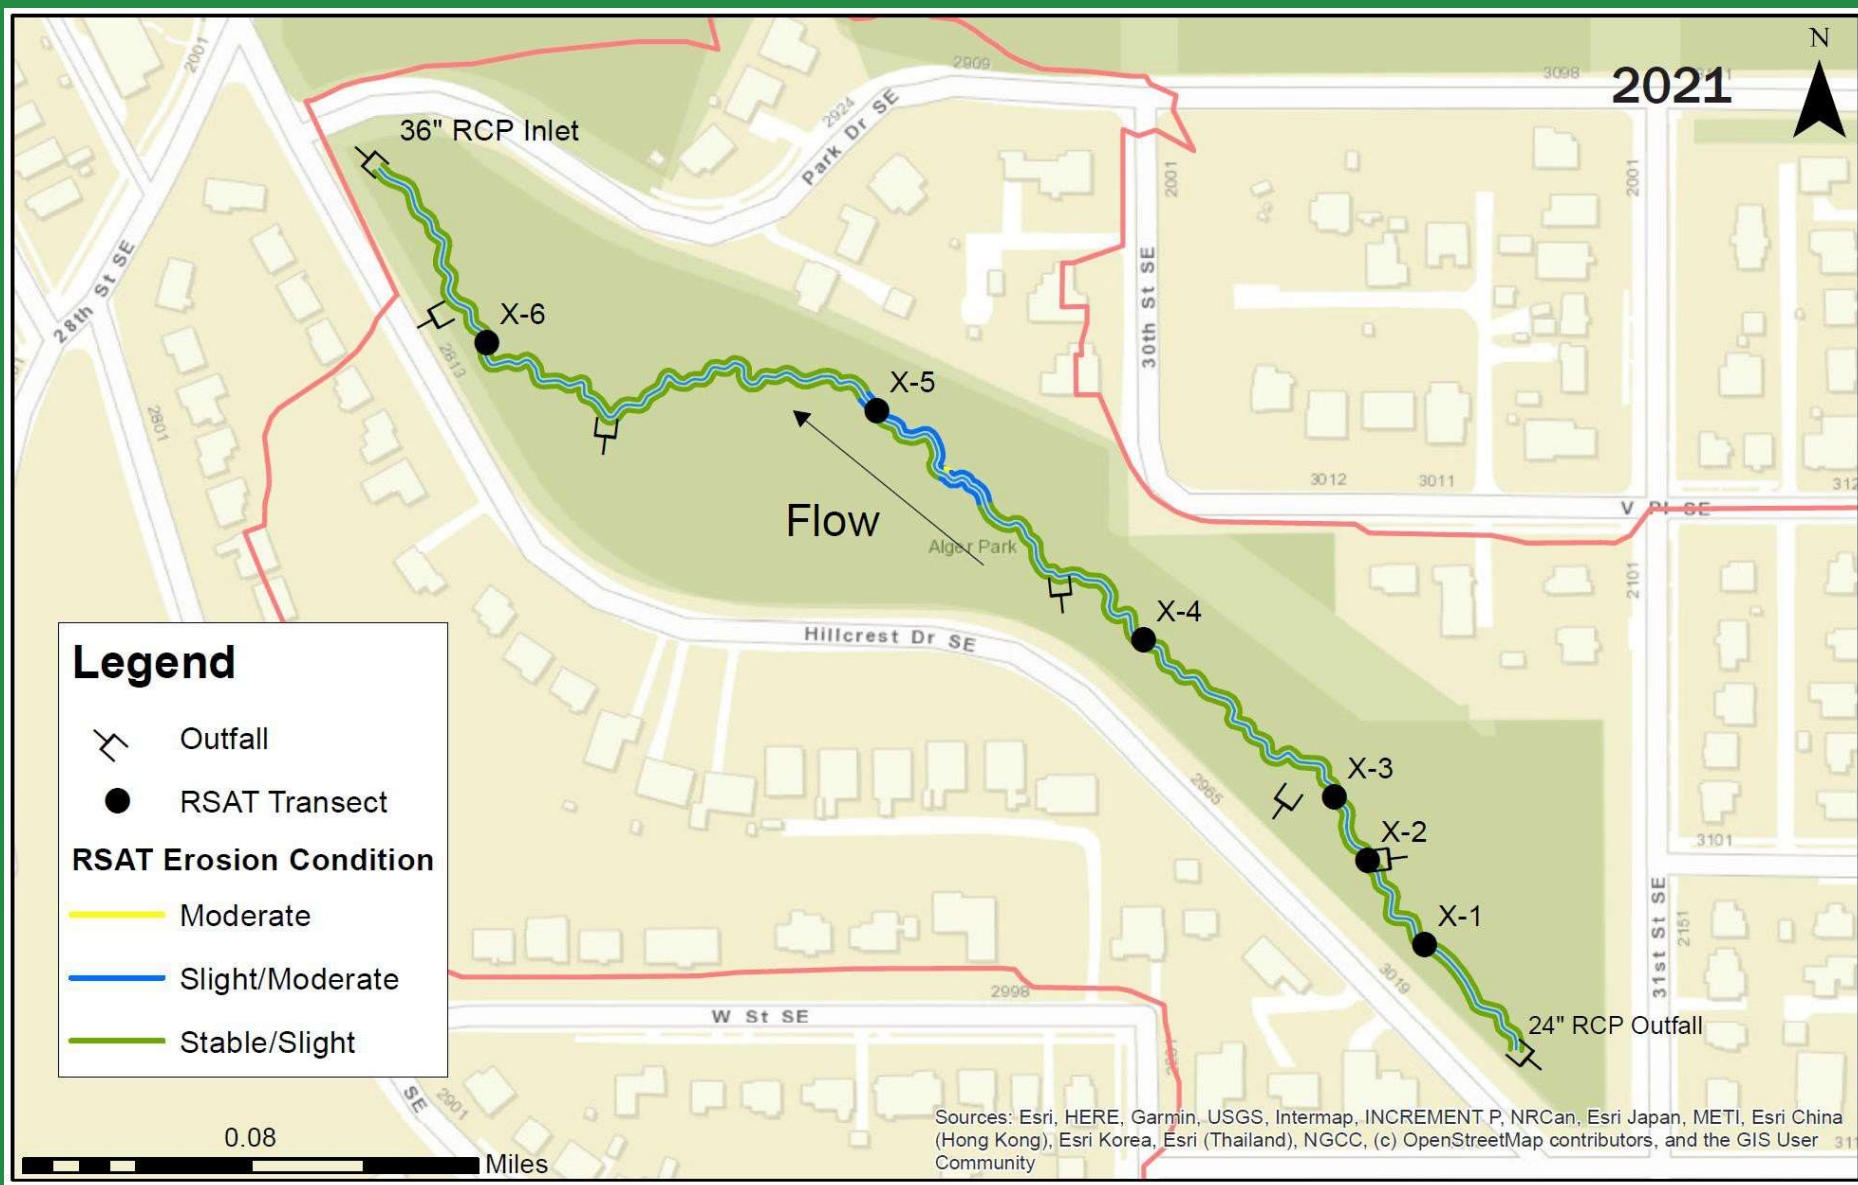 2021
N
2001
2909
3098
36" RCP Inlet
2924
Park Dr SE
2001
2001
28th St SE
30th St SE
X-6
2813
X-5
2801
3012
3011
312
V Pl SE
Flow
Alger Park
2101
X-4
Hillcrest Dr SE
X-3
2965
X-2
3101
X-1
2151
31st St SE
3019
24" RCP Outfall
2998
W St SE
SE
2901
Legend
Outfall
RSAT Transect
RSAT Erosion Condition
Moderate
Slight/Moderate
Stable/Slight
0.08
Miles
Sources: Esri, HERE, Garmin, USGS, Intermap, INCREMENT P, NRCan, Esri Japan, METI, Esri China
(Hong Kong), Esri Korea, Esri (Thailand), NGCC, (c) OpenStreetMap contributors, and the GIS User
Community